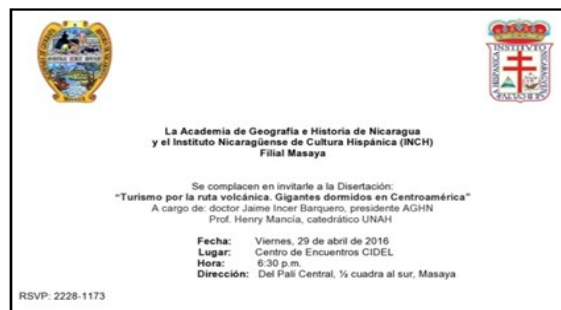 La Academia de Geografía e Historia de Nicaragua
y el Instituto Nicaragüense de Cultura Hispánica (INCH)
Filial Masaya
Se complacen en invitarle a la Disertación:
“Turismo por la ruta volcánica. Gigantes dormidos en Centroamérica”
A cargo de: doctor Jaime Incer Barquero, presidente AGHN
Prof. Henry Mancía, catedrático UNAH
Fecha: Viernes, 29 de abril de 2016
Lugar: Centro de Encuentros CIDEL
Hora: 6:30 p.m.
Dirección: Del Palí Central, ½ cuadra al sur, Masaya
RSVP: 2228-1173